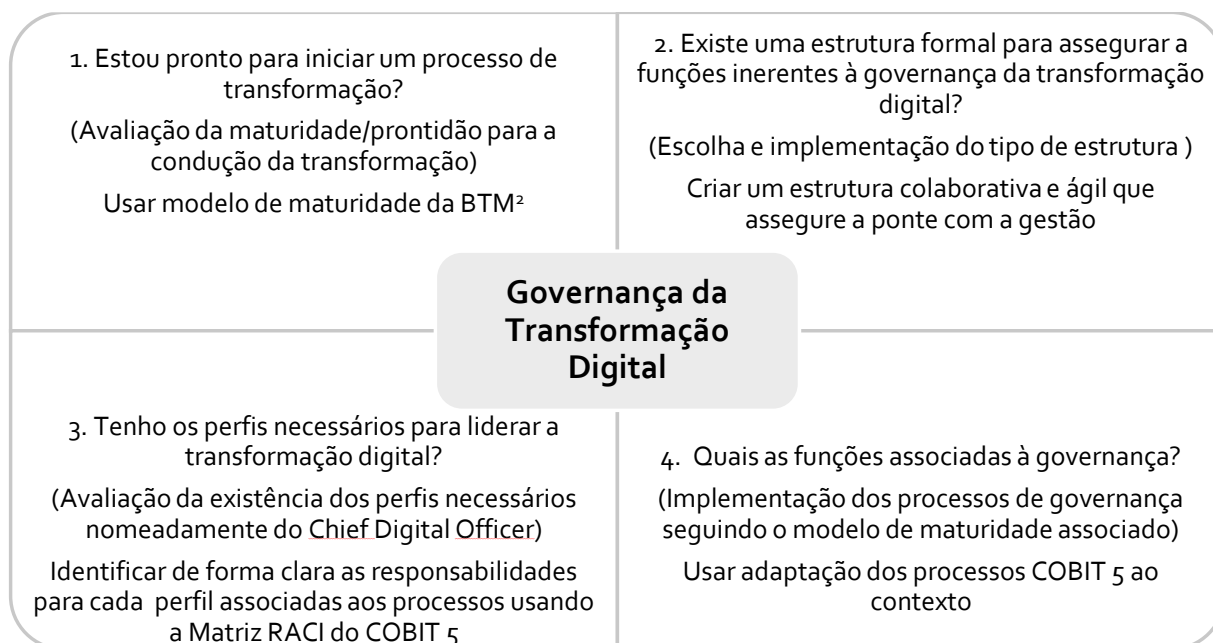 1. Estou pronto para iniciar um processo de
transformação?
(Avaliação da maturidade/prontidão para a
condução da transformação)
Usar modelo de maturidade da BTM²
2. Existe uma estrutura formal para assegurar a
funções inerentes à governança da transformação
digital?
(Escolha e implementação do tipo de estrutura )
Criar um estrutura colaborativa e ágil que
assegure a ponte com a gestão
Governança da
Transformação
Digital
3. Tenho os perfis necessários para liderar a
transformação digital?
(Avaliação da existência dos perfis necessários
nomeadamente do Chief Digital Officer)
Identificar de forma clara as responsabilidades
para cada perfil associadas aos processos usando
a Matriz RACI do COBIT 5
4. Quais as funções associadas à governança?
(Implementação dos processos de governança
seguindo o modelo de maturidade associado)
Usar adaptação dos processos COBIT 5 ao
contexto